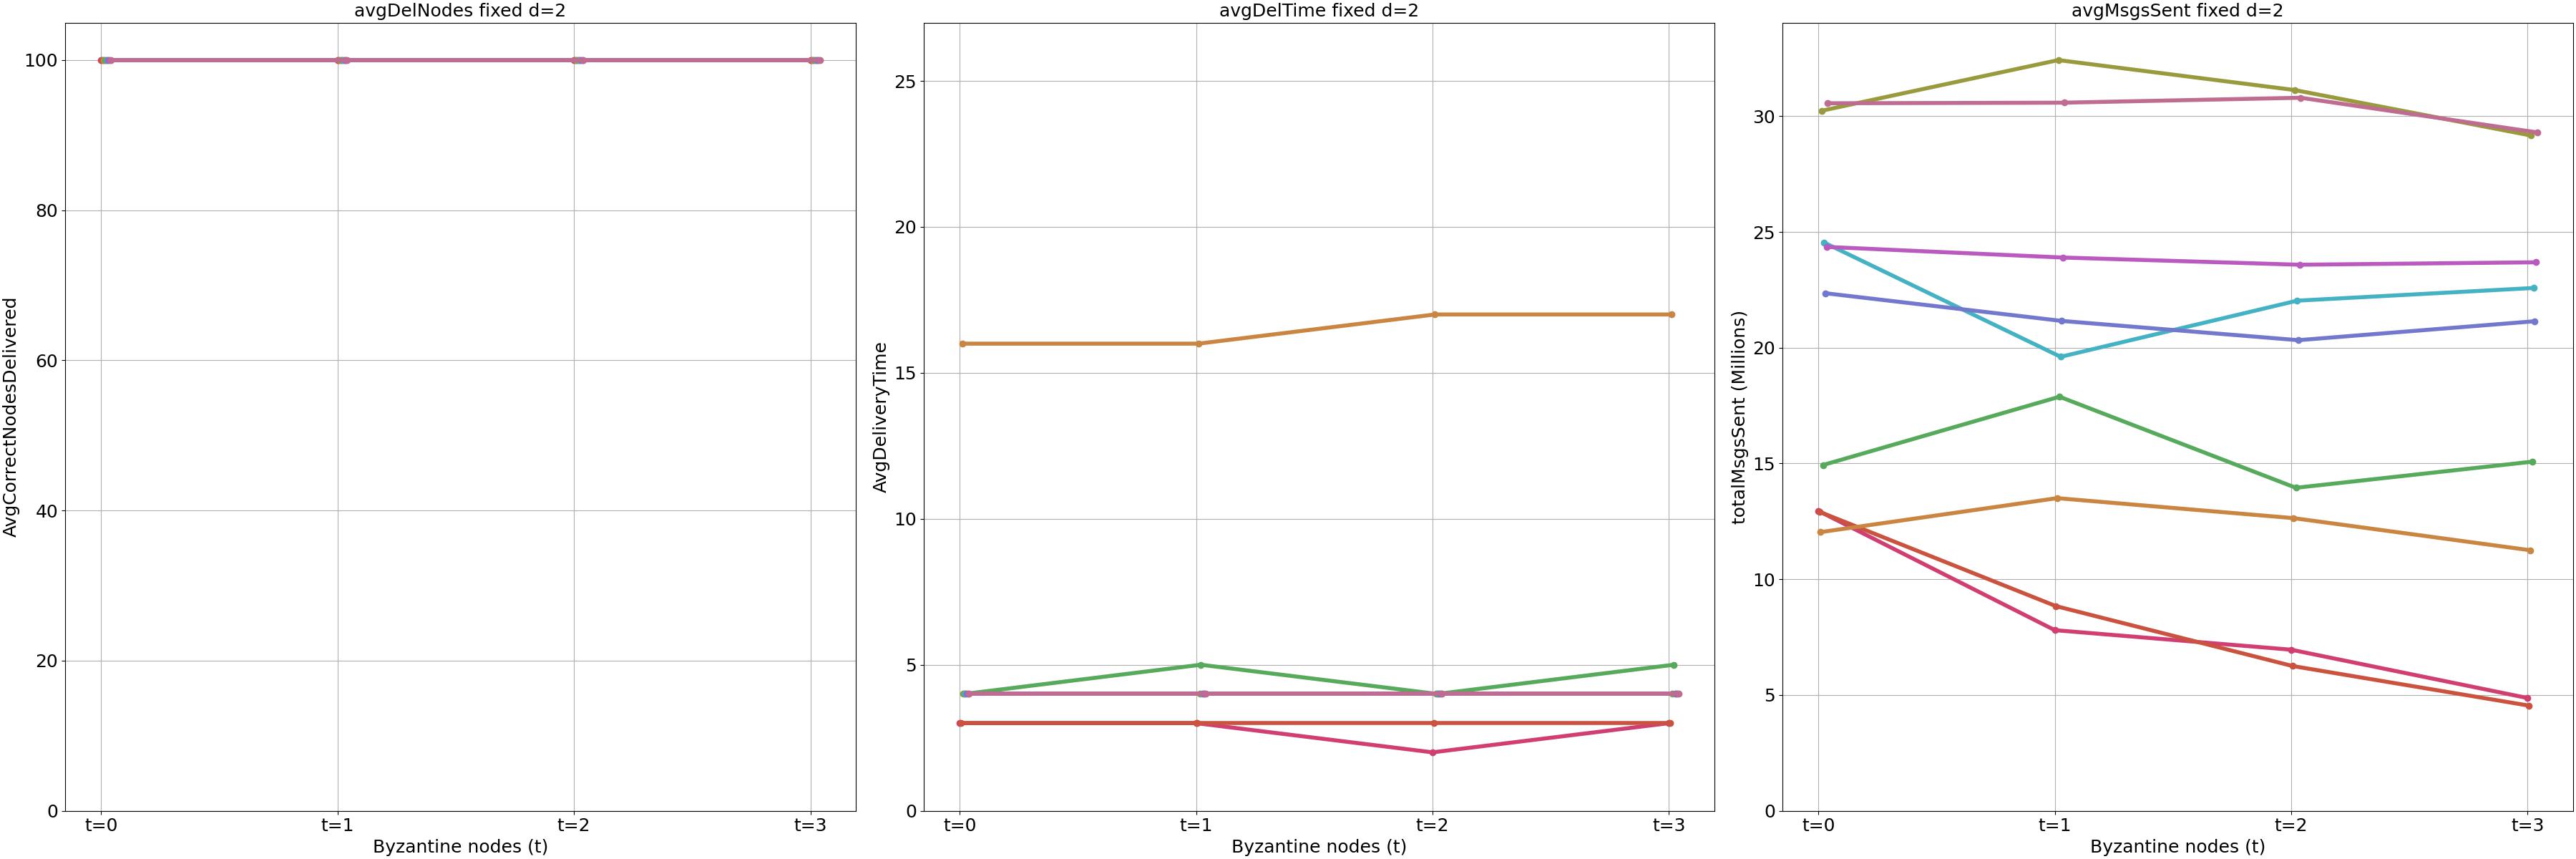 avgDelNodes fixed d=2
AvgCorrectNodesDelivered
100
80
60
40
20
0
t=0 t=1 t=2 t=3
Byzantine nodes (t)
avgDelTime fixed d=2
AvgDeliveryTime
25
20
15
10
5
0
t=0 t=1 t=2 t=3
Byzantine nodes (t)
avgMsgsSent fixed d=2
totalMsgsSent (Millions)
30
25
20
15
10
5
0
t=0 t=1 t=2 t=3
Byzantine nodes (t)